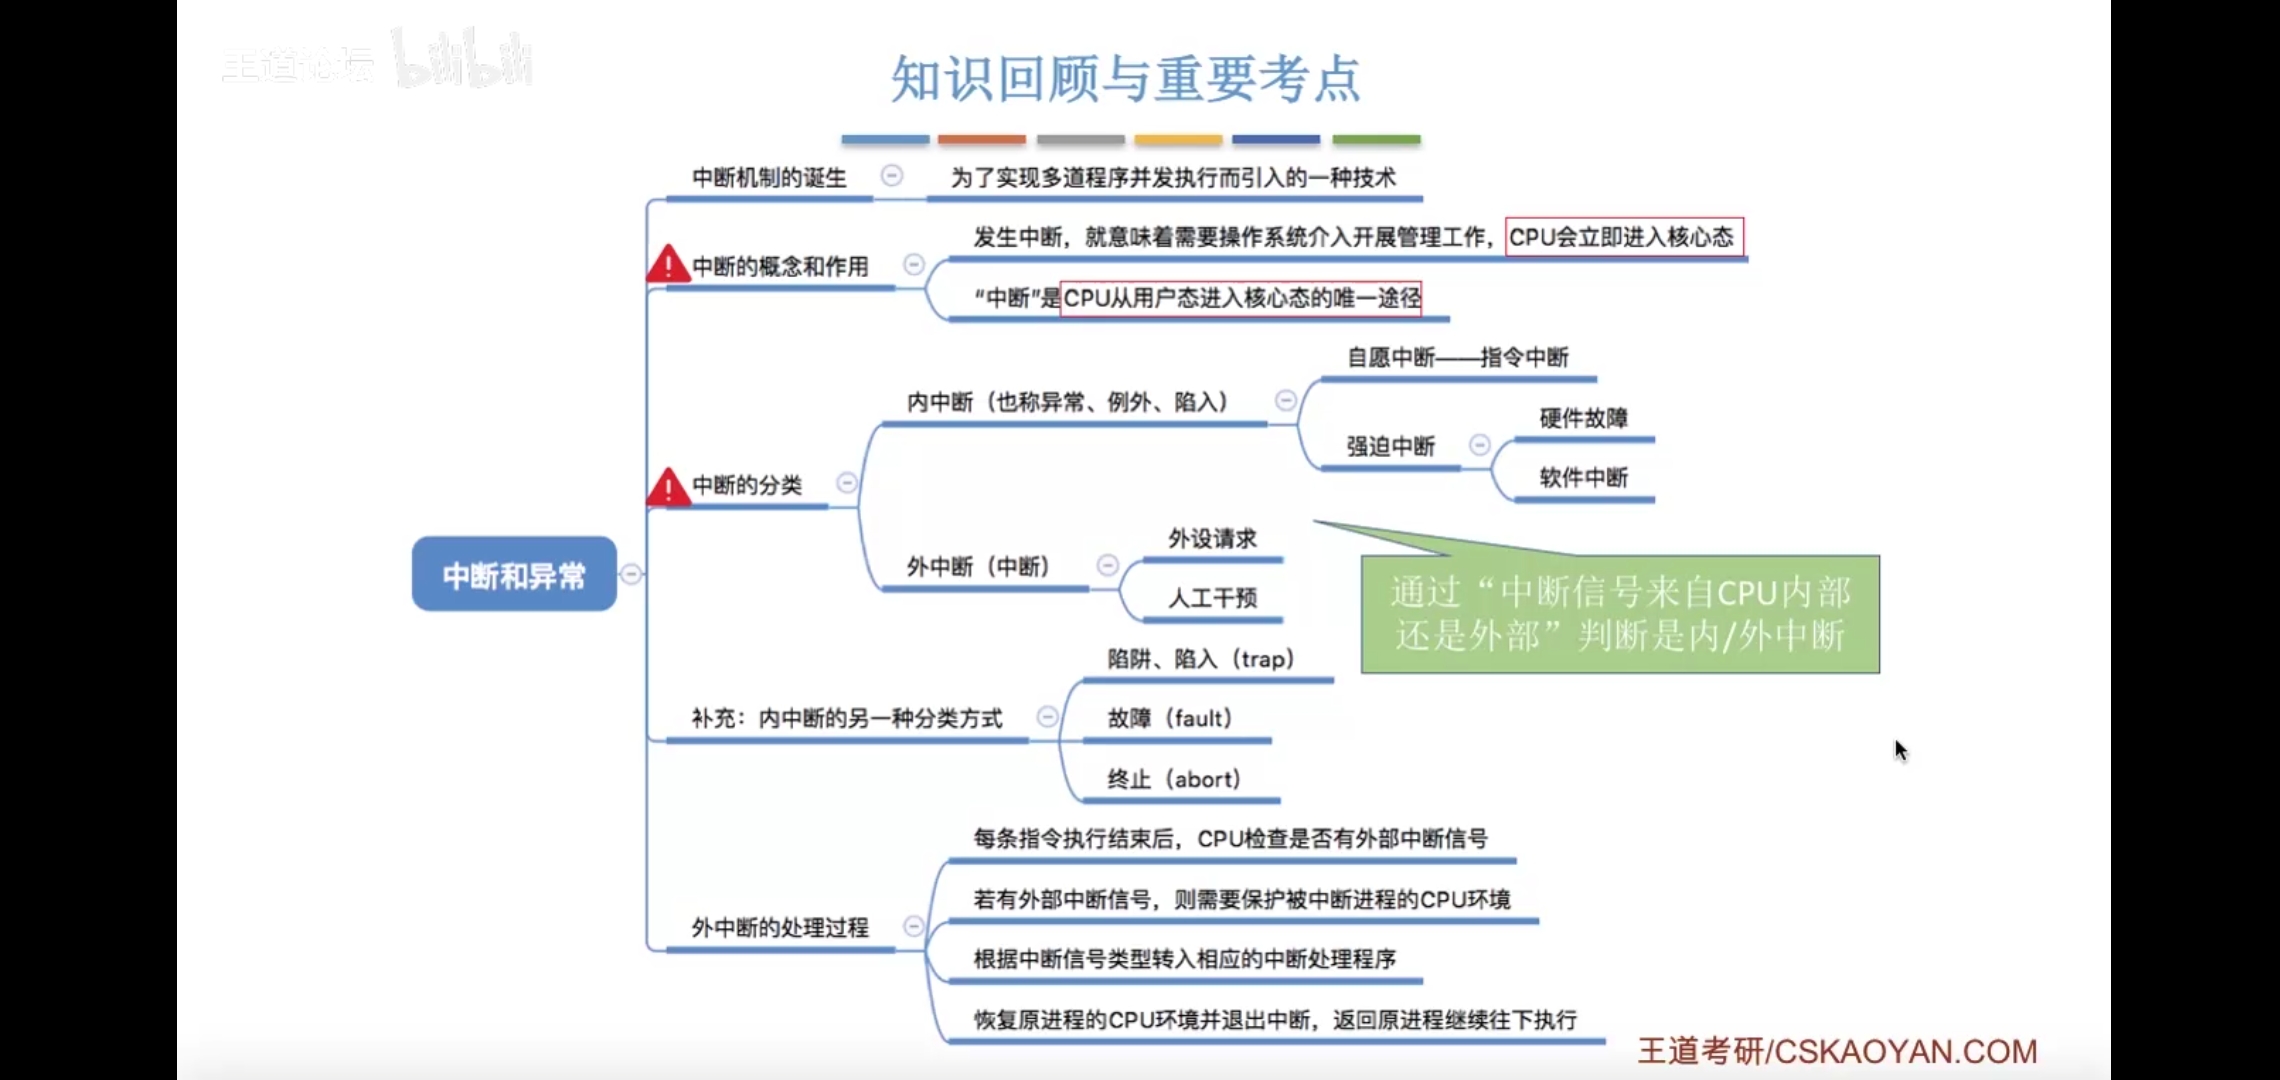 王道论坛 bilibili
知识回顾与重要考点
中断机制的诞生
为了实现多道程序并发执行而引入的一种技术
中断的概念和作用
发生中断，就意味着需要操作系统介入开展管理工作，CPU会立即进入核心态
“中断”是CPU从用户态进入核心态的唯一途径
中断和异常
中断的分类
内中断（也称异常、例外、陷入）
自愿中断——指令中断
强迫中断
硬件故障
软件中断
外中断（中断）
外设请求
人工干预
通过“中断信号来自CPU内部
还是外部”判断是内/外中断
补充：内中断的另一种分类方式
陷阱、陷入（trap）
故障（fault）
终止（abort）
外中断的处理过程
每条指令执行结束后，CPU检查是否有外部中断信号
若有外部中断信号，则需要保护被中断进程的CPU环境
根据中断信号类型转入相应的中断处理程序
恢复原进程的CPU环境并退出中断，返回原进程继续往下执行
王道考研/CSKAOYAN.COM